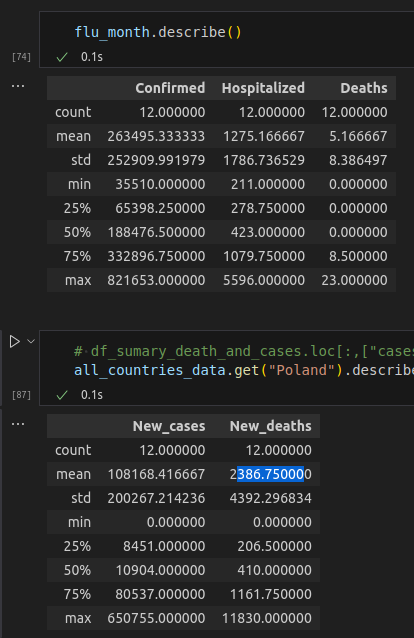 flu_month.describe()
[74] ✓ 0.1s
...
Confirmed Hospitalized Deaths
count 12.000000 12.000000 12.000000
mean 263495.333333 1275.166667 5.166667
std 252909.991979 1786.736529 8.386497
min 35510.000000 211.000000 0.000000
25% 65398.250000 278.750000 0.000000
50% 188476.500000 423.000000 0.000000
75% 332896.750000 1079.750000 8.500000
max 821653.000000 5596.000000 23.000000
# df_sumary_death_and_cases.loc[:,["cases
all_countries_data.get("Poland").describe
[87] ✓ 0.1s
...
New_cases New_deaths
count 12.000000 12.000000
mean 108168.416667 2386.750000
std 200267.214236 4392.296834
min 0.000000 0.000000
25% 8451.000000 206.500000
50% 10904.000000 410.000000
75% 80537.000000 1161.750000
max 650755.000000 11830.000000